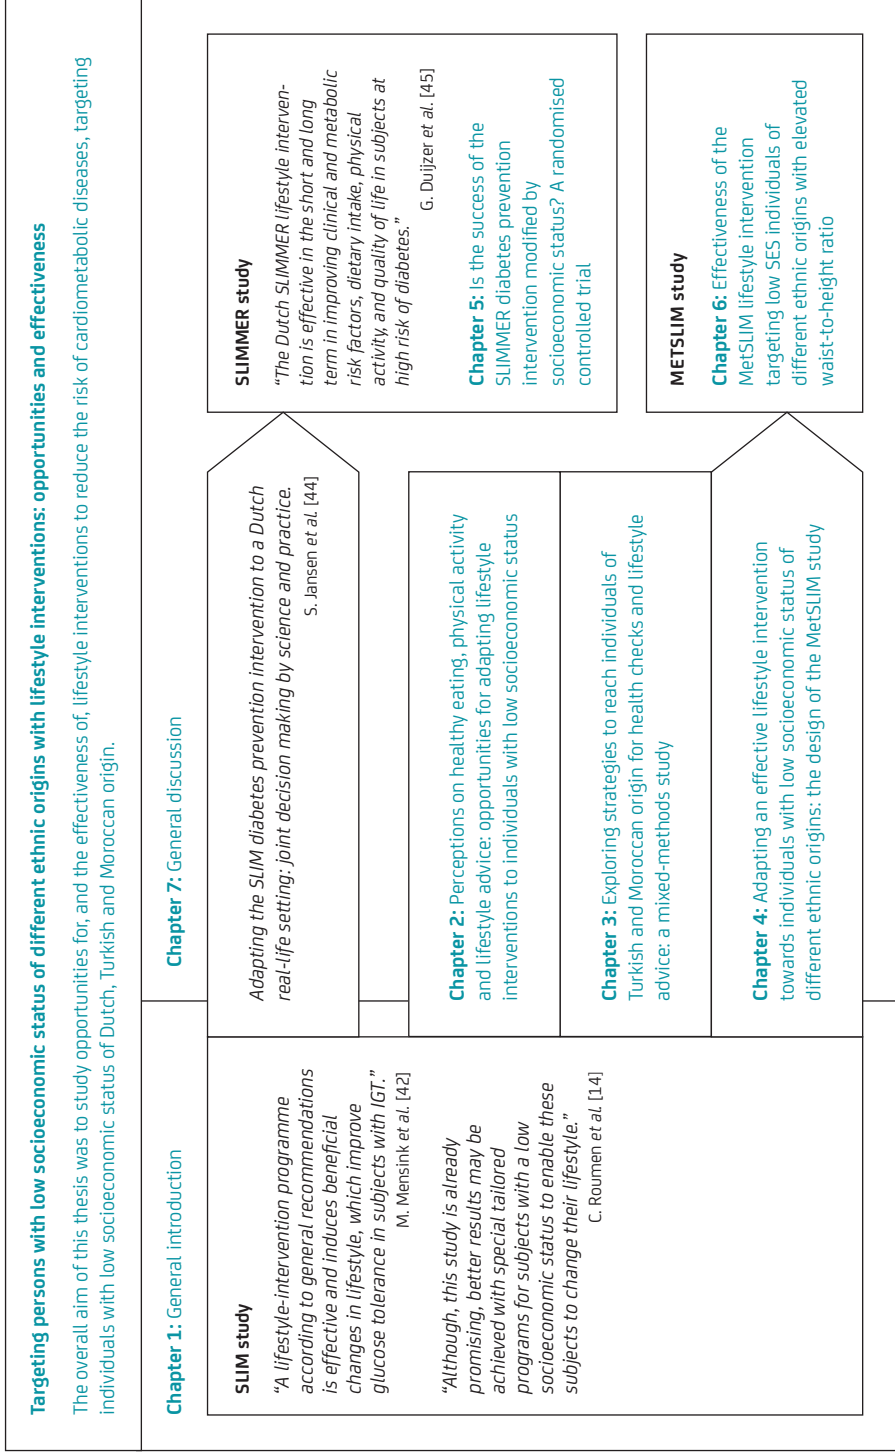 Targeting persons with low socioeconomic status of different ethnic origins with lifestyle interventions: opportunities and effectiveness
The overall aim of this thesis was to study opportunities for, and the effectiveness of, lifestyle interventions to reduce the risk of cardiometabolic diseases, targeting
individuals with low socioeconomic status of Dutch, Turkish and Moroccan origin.
Chapter 1: General introduction
Chapter 7: General discussion
SLIM study
“A lifestyle-intervention programme
according to general recommendations
is effective and induces beneficial
changes in lifestyle, which improve
glucose tolerance in subjects with IGT.”
M. Mensink et al. [42]
“Although, this study is already
promising, better results may be
achieved with special tailored
programs for subjects with a low
socioeconomic status to enable these
subjects to change their lifestyle.”
C. Roumen et al. [14]
Adapting the SLIM diabetes prevention intervention to a Dutch
real-life setting: joint decision making by science and practice.
S. Jansen et al. [44]
Chapter 2: Perceptions on healthy eating, physical activity
and lifestyle advice: opportunities for adapting lifestyle
interventions to individuals with low socioeconomic status
Chapter 3: Exploring strategies to reach individuals of
Turkish and Moroccan origin for health checks and lifestyle
advice: a mixed-methods study
Chapter 4: Adapting an effective lifestyle intervention
towards individuals with low socioeconomic status of
different ethnic origins: the design of the MetSLIM study
SLIMMER study
“The Dutch SLIMMER lifestyle interven-
tion is effective in the short and long
term in improving clinical and metabolic
risk factors, dietary intake, physical
activity, and quality of life in subjects at
high risk of diabetes.”
G. Duijzer et al. [45]
Chapter 5: Is the success of the
SLIMMER diabetes prevention
intervention modified by
socioeconomic status? A randomised
controlled trial
METSLIM study
Chapter 6: Effectiveness of the
MetSLIM lifestyle intervention
targeting low SES individuals of
different ethnic origins with elevated
waist-to-height ratio